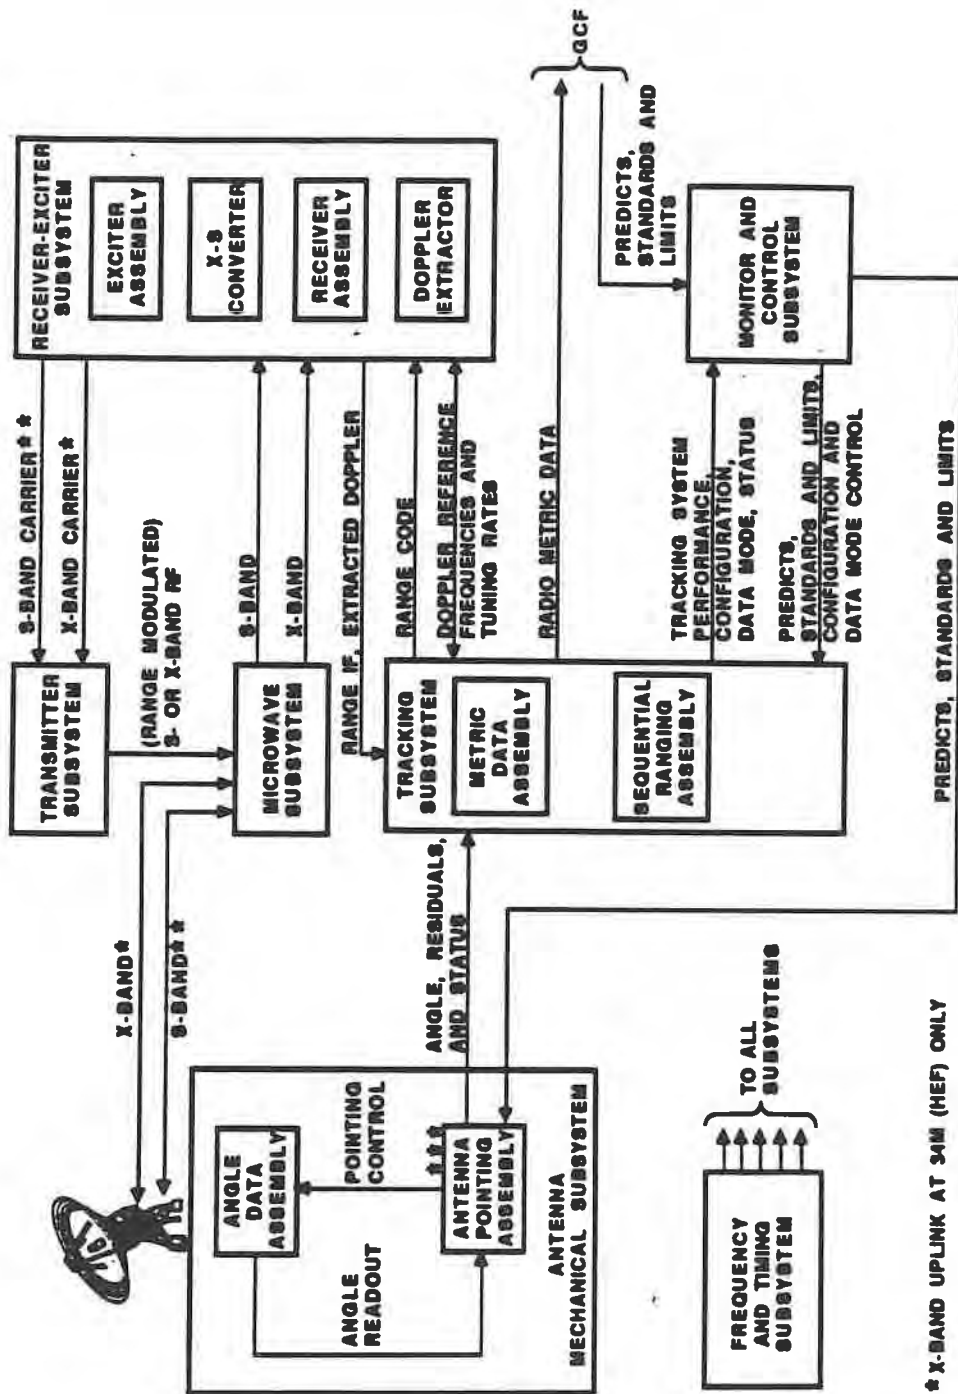 RECEIVER-EXCITER
SUBSYSTEM
EXCITER
ASSEMBLY
X-S
CONVERTER
RECEIVER
ASSEMBLY
DOPPLER
EXTRACTOR
S-BAND CARRIER**
X-BAND CARRIER*
TRANSMITTER
SUBSYSTEM
(RANGE MODULATED)
S- OR X-BAND RF
X-BAND*
S-BAND**
MICROWAVE
SUBSYSTEM
S-BAND
X-BAND
RANGE IF, EXTRACTED DOPPLER
RANGE CODE
DOPPLER REFERENCE
FREQUENCIES AND
TUNING RATES
TRACKING
SUBSYSTEM
METRIC
DATA
ASSEMBLY
SEQUENTIAL
RANGING
ASSEMBLY
RADIO METRIC DATA
GCF
PREDICTS,
STANDARDS AND
LIMITS
MONITOR AND
CONTROL
SUBSYSTEM
TRACKING SYSTEM
PERFORMANCE,
CONFIGURATION,
DATA MODE, STATUS
PREDICTS,
STANDARDS AND LIMITS,
CONFIGURATION AND
DATA MODE CONTROL
PREDICTS, STANDARDS AND LIMITS
ANGLE, RESIDUALS,
AND STATUS
ANGLE
DATA
ASSEMBLY
POINTING
CONTROL
ANGLE
READOUT
***
ANTENNA
POINTING
ASSEMBLY
ANTENNA
MECHANICAL SUBSYSTEM
FREQUENCY
AND TIMING
SUBSYSTEM
TO ALL
SUBSYSTEMS
* X-BAND UPLINK AT 34M (HEF) ONLY